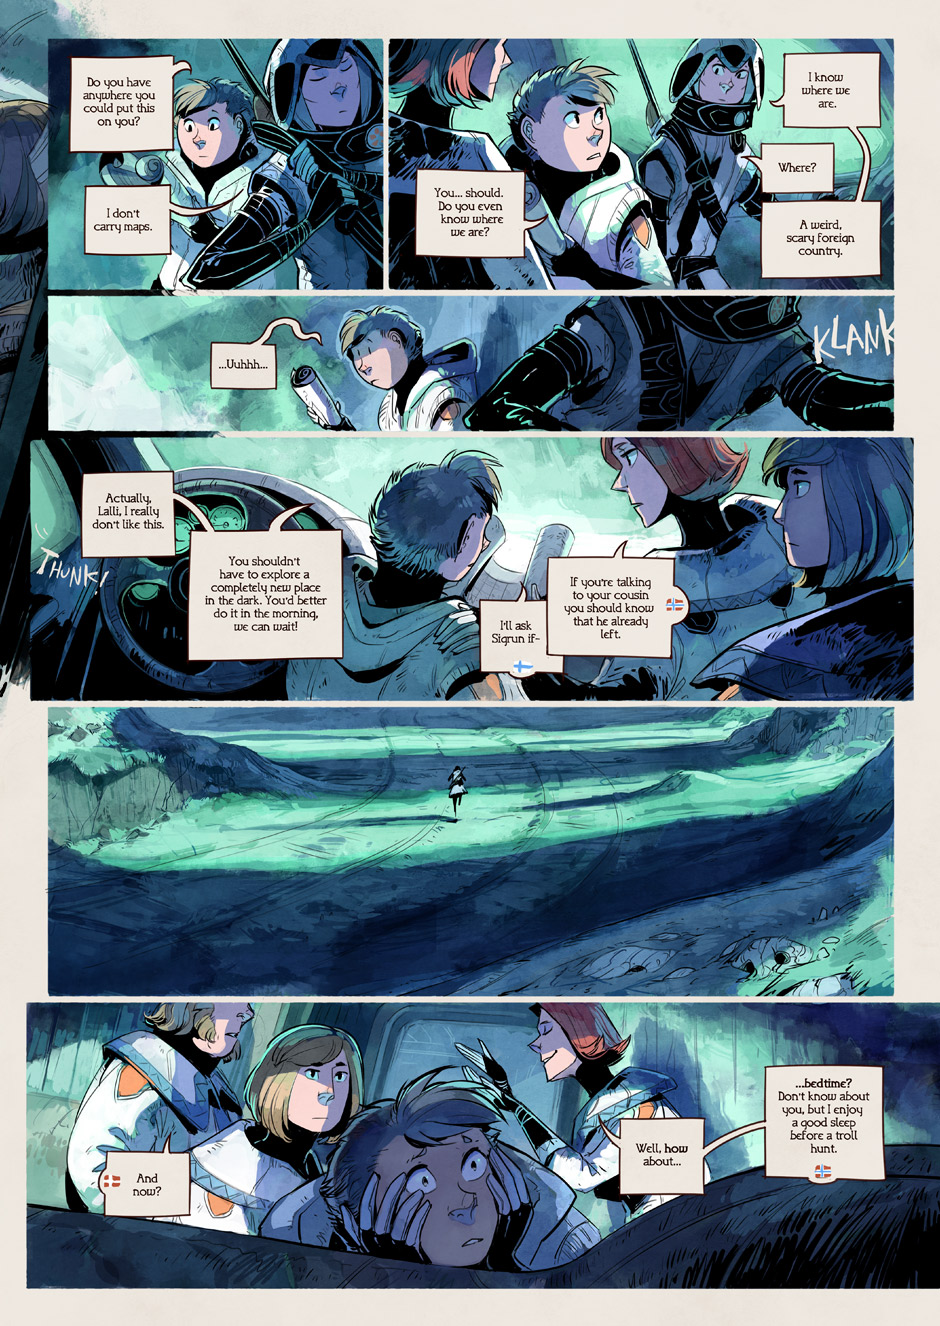 Do you have
anywhere you
could put this
on you?
I don't
carry maps.
You... should.
Do you even
know where
we are?
I know
where we
are.
Where?
A weird,
scary foreign
country.
...Uuhhh...
KLANK
Actually,
Lalli, I really
don't like this.
THUNK!
You shouldn't
have to explore a
completely new place
in the dark. You'd better
do it in the morning,
we can wait!
I'll ask
Sigrun if-
If you're talking
to your cousin
you should know
that he already
left.
And
now?
Well, how
about...
...bedtime?
Don't know about
you, but I enjoy
a good sleep
before a troll
hunt.